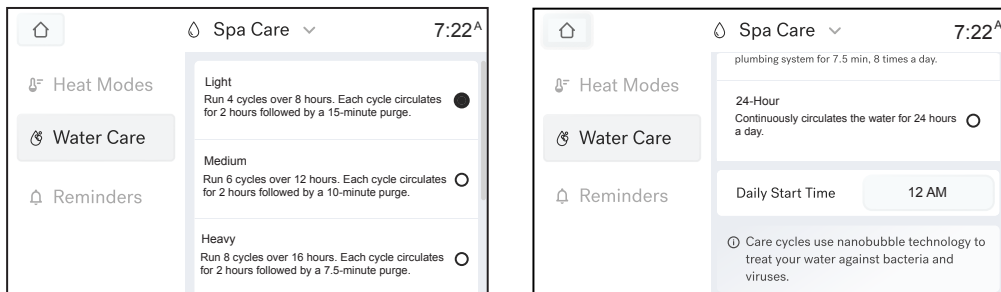 Spa Care
7:22 A
Heat Modes
Water Care
Reminders
Light
Run 4 cycles over 8 hours. Each cycle circulates
for 2 hours followed by a 15-minute purge.
Medium
Run 6 cycles over 12 hours. Each cycle circulates
for 2 hours followed by a 10-minute purge.
Heavy
Run 8 cycles over 16 hours. Each cycle circulates
for 2 hours followed by a 7.5-minute purge.
Spa Care
7:22 A
Heat Modes
Water Care
Reminders
plumbing system for 7.5 min, 8 times a day.
24-Hour
Continuously circulates the water for 24 hours
a day.
Daily Start Time
12 AM
Care cycles use nanobubble technology to
treat your water against bacteria and
viruses.